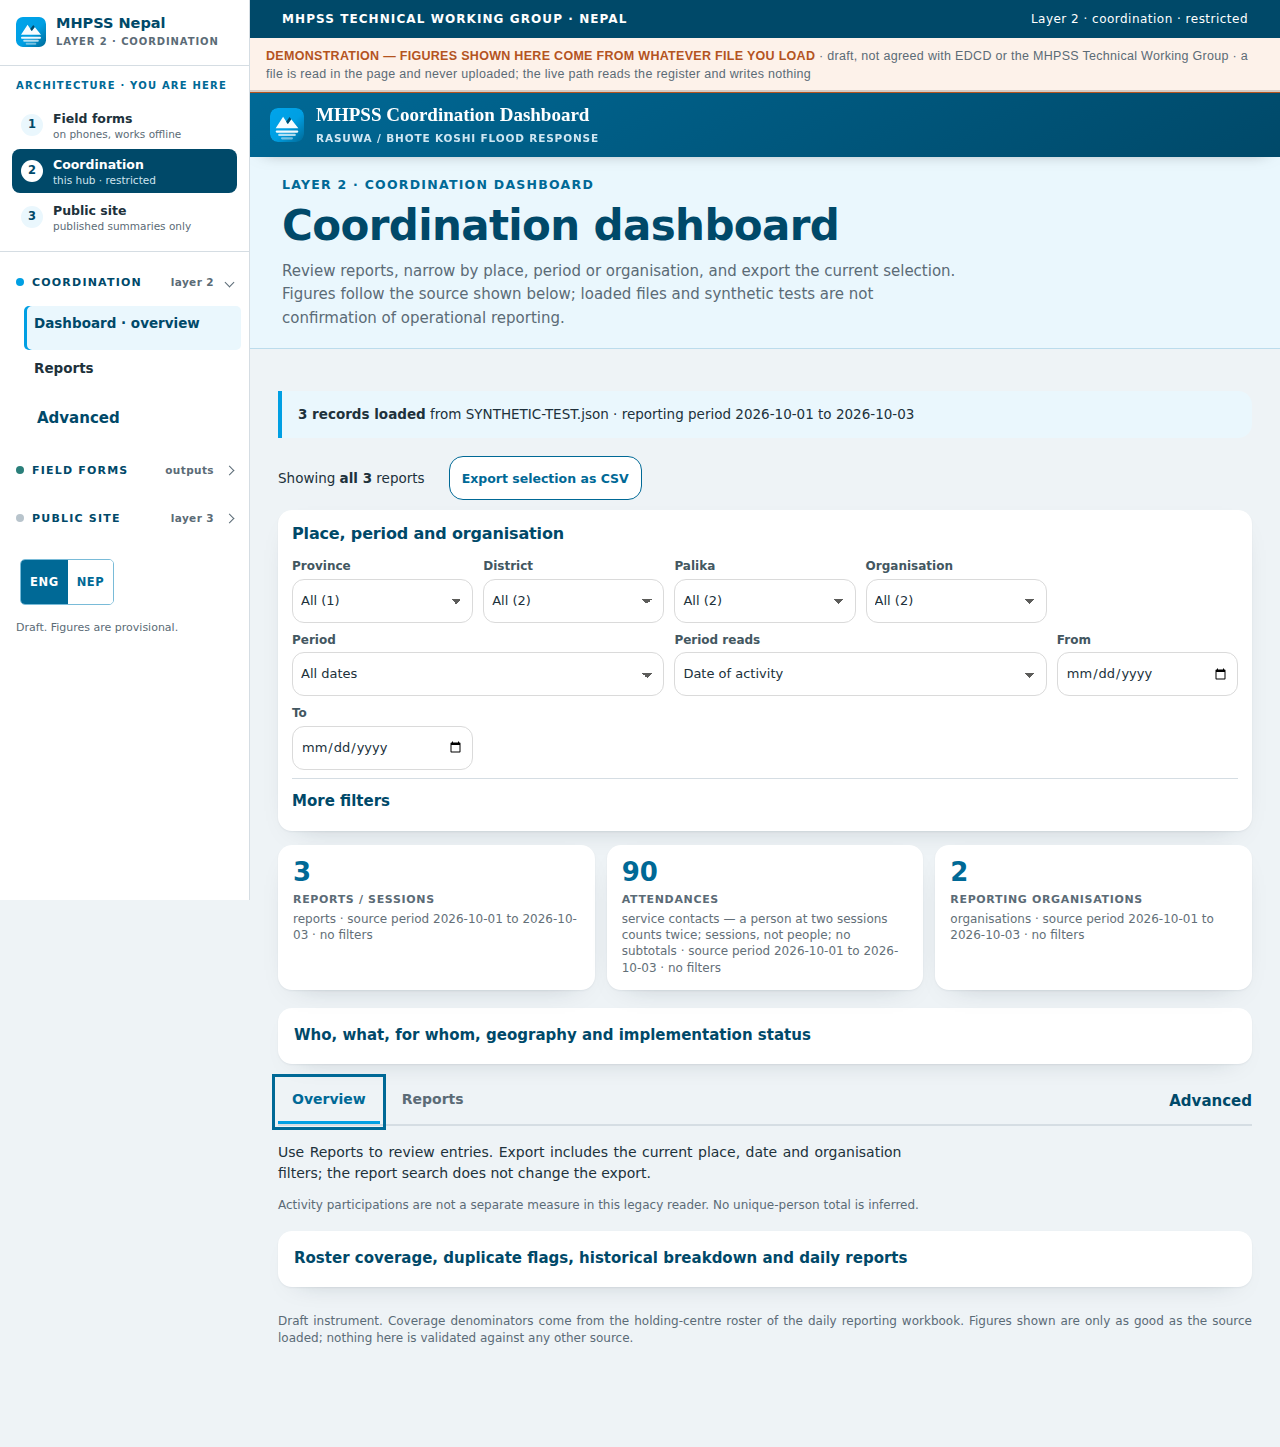 MHPSS Nepal
LAYER 2 · COORDINATION
ARCHITECTURE · YOU ARE HERE
1
Field forms
on phones, works offline
2
Coordination
this hub · restricted
3
Public site
published summaries only
COORDINATION layer 2
Dashboard · overview
Reports
Advanced
FIELD FORMS outputs
PUBLIC SITE layer 3
ENG NEP
Draft. Figures are provisional.
MHPSS TECHNICAL WORKING GROUP · NEPAL
Layer 2 · coordination · restricted
DEMONSTRATION — FIGURES SHOWN HERE COME FROM WHATEVER FILE YOU LOAD · draft, not agreed with EDCD or the MHPSS Technical Working Group · a
file is read in the page and never uploaded; the live path reads the register and writes nothing
MHPSS Coordination Dashboard
RASUWA / BHOTE KOSHI FLOOD RESPONSE
LAYER 2 · COORDINATION DASHBOARD
Coordination dashboard
Review reports, narrow by place, period or organisation, and export the current selection.
Figures follow the source shown below; loaded files and synthetic tests are not
confirmation of operational reporting.
3 records loaded from SYNTHETIC-TEST.json · reporting period 2026-10-01 to 2026-10-03
Showing all 3 reports
Export selection as CSV
Place, period and organisation
Province District Palika Organisation
All (1) All (2) All (2) All (2)
Period Period reads From
All dates Date of activity mm/dd/yyyy
To
mm/dd/yyyy
More filters
3
REPORTS / SESSIONS
reports · source period 2026-10-01 to 2026-10-
03 · no filters
90
ATTENDANCES
service contacts — a person at two sessions
counts twice; sessions, not people; no
subtotals · source period 2026-10-01 to 2026-
10-03 · no filters
2
REPORTING ORGANISATIONS
organisations · source period 2026-10-01 to
2026-10-03 · no filters
Who, what, for whom, geography and implementation status
Overview Reports Advanced
Use Reports to review entries. Export includes the current place, date and organisation
filters; the report search does not change the export.
Activity participations are not a separate measure in this legacy reader. No unique-person total is inferred.
Roster coverage, duplicate flags, historical breakdown and daily reports
Draft instrument. Coverage denominators come from the holding-centre roster of the daily reporting workbook. Figures shown are only as good as the source
loaded; nothing here is validated against any other source.